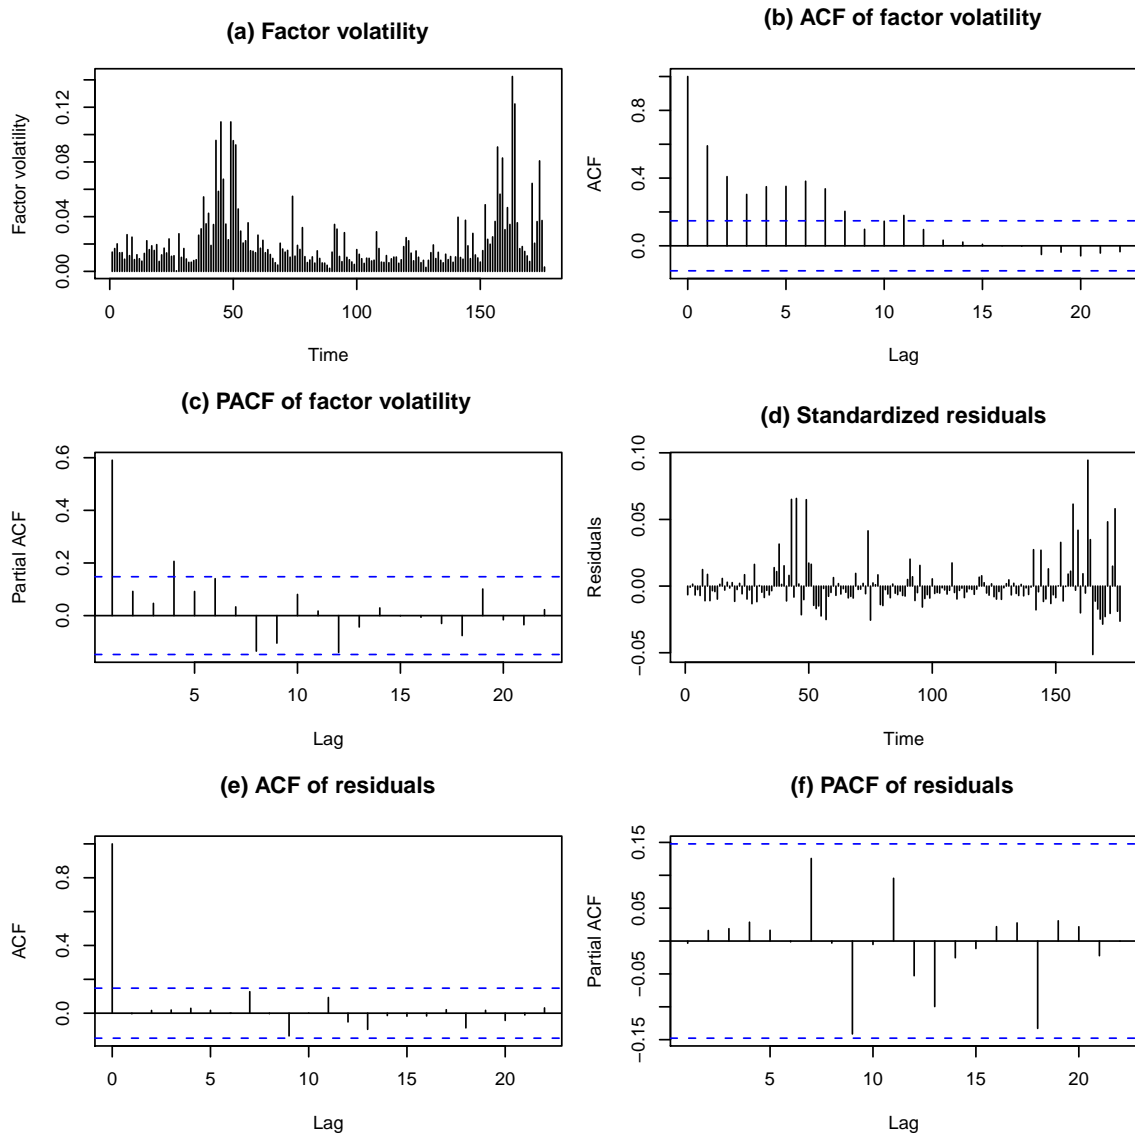 (a) Factor volatility
Factor volatility
0.00 0.04 0.08 0.12
0 50 100 150
Time
(b) ACF of factor volatility
ACF
0.0 0.4 0.8
0 5 10 15 20
Lag
(c) PACF of factor volatility
Partial ACF
0.0 0.2 0.4 0.6
5 10 15 20
Lag
(d) Standardized residuals
Residuals
−0.05 0.00 0.05 0.10
0 50 100 150
Time
(e) ACF of residuals
ACF
0.0 0.4 0.8
0 5 10 15 20
Lag
(f) PACF of residuals
Partial ACF
−0.15 −0.05 0.05 0.15
5 10 15 20
Lag